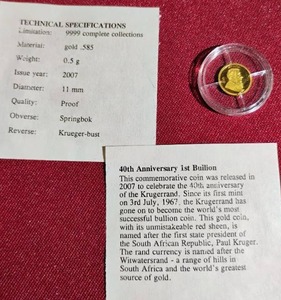 TECHNICAL SPECIFICATIONS
Limitation: 9999 complete collections
Material: gold .585
Weight: 0.5 g
Issue year: 2007
Diameter: 11 mm
Quality: Proof
Obverse: Springbok
Reverse: Krueger-bust
40th Anniversary 1st Bullion
This commemorative coin was released in
2007 to celebrate the 40th anniversary
of the Krugerrand. Since its first mint
on 3rd July, 1967, the Krugerrand has
gone on to become the world's most
successful bullion coin. This gold coin,
with its unmistakeable red sheen, is
named after the first state president of
the South African Republic, Paul Kruger.
The rand currency is named after the
Witwatersrand - a range of hills in
South Africa and the world's greatest
source of gold.